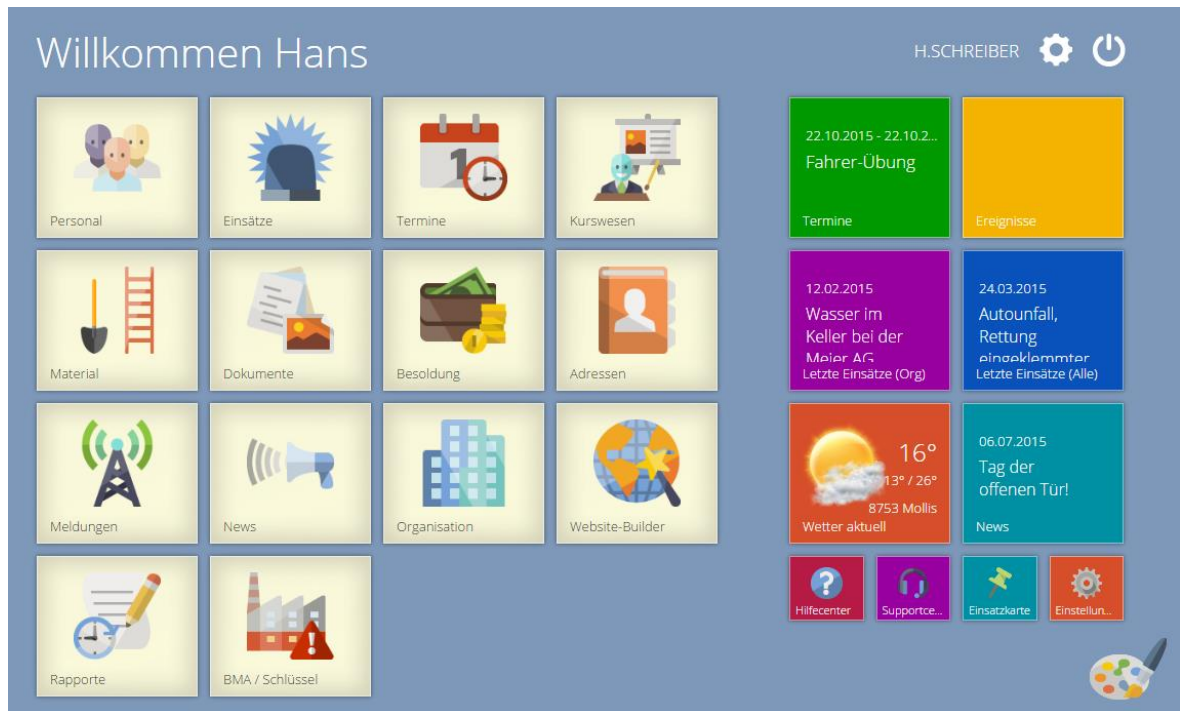 Willkommen Hans
H.SCHREIBER
Personal
Einsätze
1
Termine
Kurswesen
Material
Dokumente
1
Besoldung
Adressen
Meldungen
News
Organisation
Website-Builder
Rapporte
BMA / Schlüssel
22.10.2015 - 22.10.2...
Fahrer-Übung
Termine
Ereignisse
12.02.2015
Wasser im
Keller bei der
Meier AG
Letzte Einsätze (Org)
24.03.2015
Autounfall,
Rettung
eingeklemmter
Letzte Einsätze (Alle)
16°
13° / 26°
8753 Mollis
Wetter aktuell
06.07.2015
Tag der
offenen Tür!
News
?
Hilfecenter
Supportce...
Einsatzkarte
Einstellun...